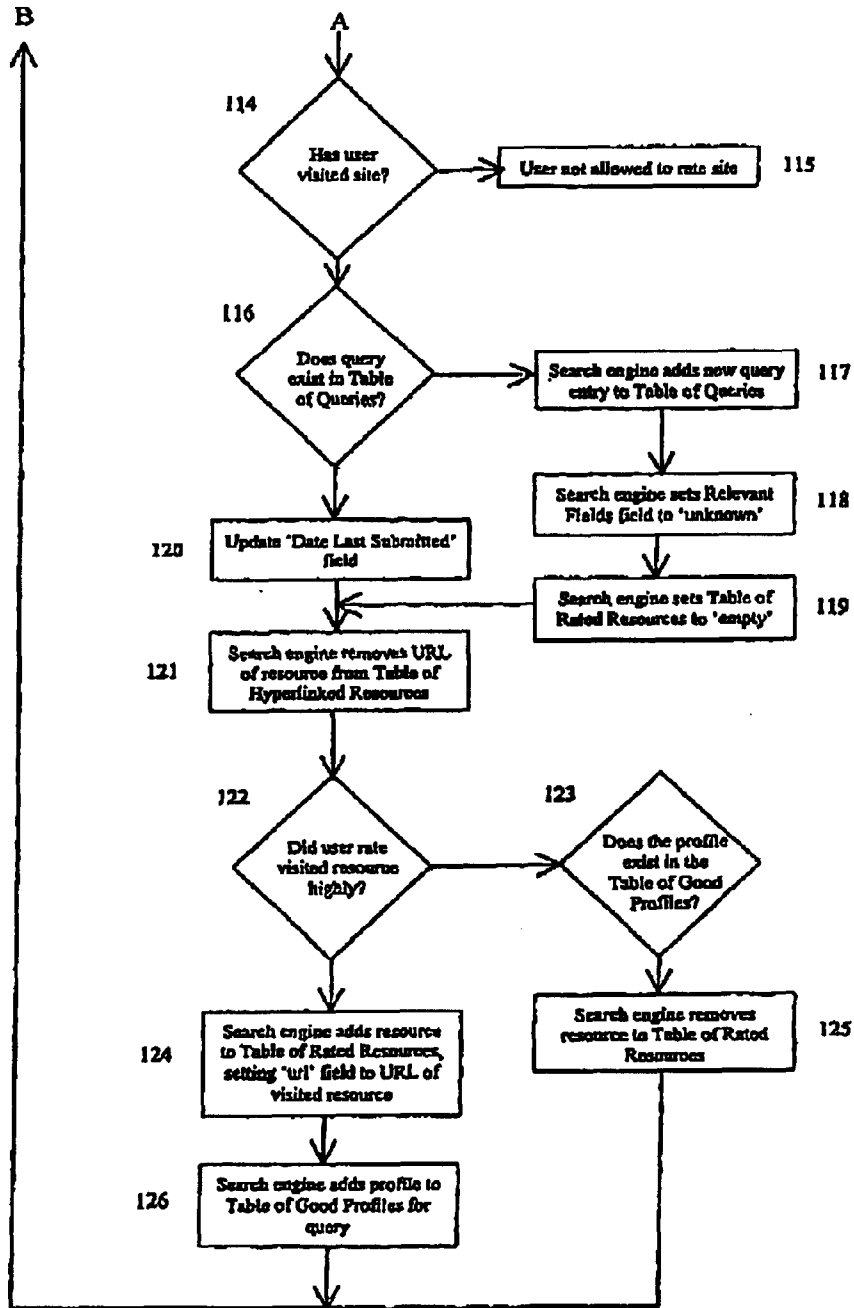 B
A
114
Has user
visited site?
User not allowed to rate site
115
116
Does query
exist in Table
of Queries?
Search engine adds new query
entry to Table of Queries
117
Search engine sets Relevant
Fields field to "unknown"
118
120
Update "Date Last Submitted"
field
Search engine sets Table of
Rated Resources to "empty"
119
121
Search engine removes URL
of resource from Table of
Hyperlinked Resources
122
Did user rate
visited resource
highly?
123
Does the profile
exist in the
Table of Good
Profiles?
124
Search engine adds resource
to Table of Rated Resources,
setting "url" field to URL of
visited resource
Search engine removes
resource in Table of Rated
Resources
125
126
Search engine adds profile to
Table of Good Profiles for
query